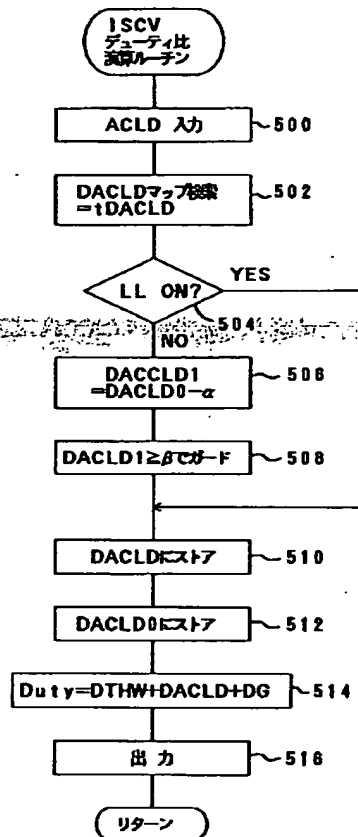 ISCV
デューティ比
演算ルーチン
ACLD 入力
500
DACLDマップ検索
=tDACLD
502
LL ON?
YES
504
NO
DACCLD1
=DACLD0-α
506
DACLD1≧βでガード
508
DACLDにストア
510
DACLD0にストア
512
Duty=DTHW+DACLD+DG
514
出力
516
リターン